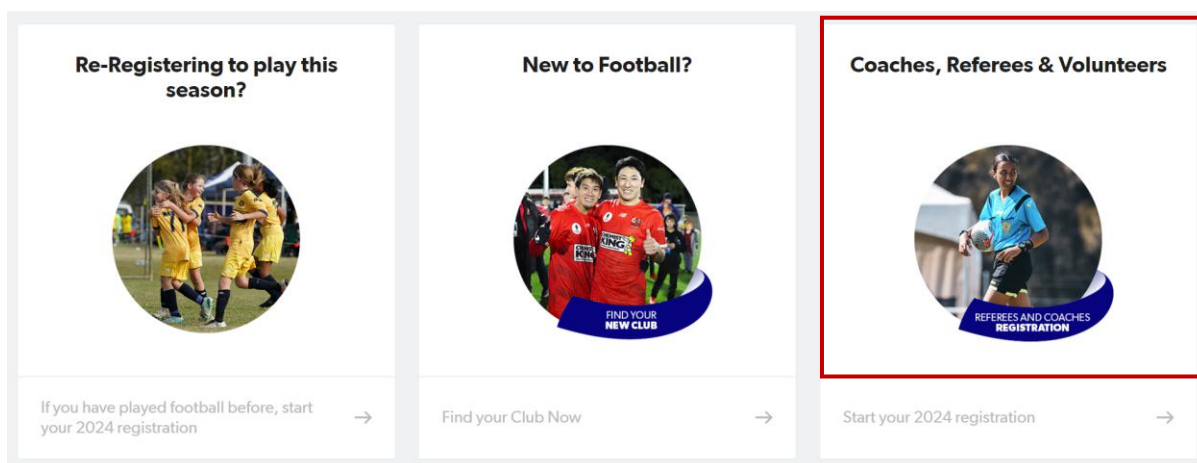 Re-Registering to play this
season?
If you have played football before, start
your 2024 registration
New to Football?
KING
KING
FIND YOUR
NEW CLUB
Find your Club Now
Coaches, Referees & Volunteers
REFEREES AND COACHES
REGISTRATION
Start your 2024 registration